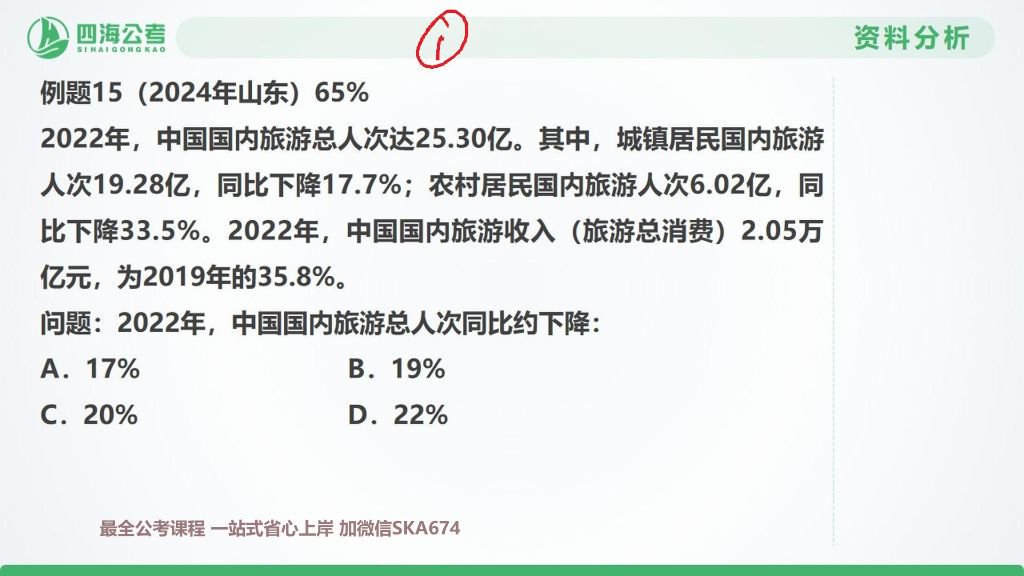 四海公考
SIHAIGONGKAO
①
资料分析
例题15（2024年山东）65%
2022年，中国国内旅游总人次达25.30亿。其中，城镇居民国内旅游
人次19.28亿，同比下降17.7%；农村居民国内旅游人次6.02亿，同
比下降33.5%。2022年，中国国内旅游收入（旅游总消费）2.05万
亿元，为2019年的35.8%。
问题：2022年，中国国内旅游总人次同比约下降：
A．17% B．19%
C．20% D．22%
最全公考课程 一站式省心上岸 加微信SKA674